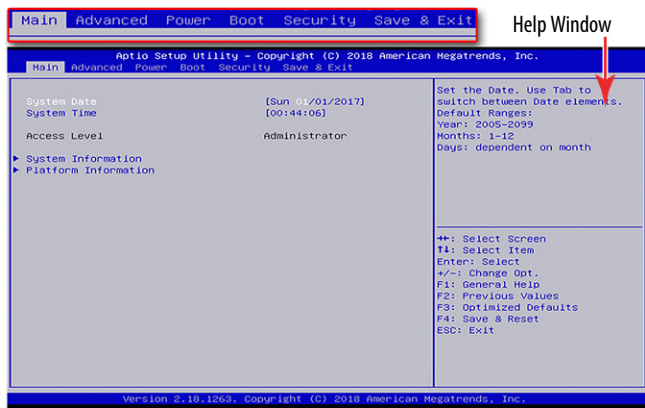 Main Advanced Power Boot Security Save & Exit
Help Window
Aptio Setup Utility – Copyright (C) 2018 American Megatrends, Inc.
Main Advanced Power Boot Security Save & Exit
System Date [Sun 01/01/2017]
System Time [00:44:06]
Access Level Administrator
► System Information
► Platform Information
Set the Date. Use Tab to
switch between Date elements.
Default Ranges:
Year: 2005-2099
Months: 1-12
Days: dependent on month
→←: Select Screen
↑↓: Select Item
Enter: Select
+/-: Change Opt.
F1: General Help
F2: Previous Values
F3: Optimized Defaults
F4: Save & Reset
ESC: Exit
Version 2.18.1263. Copyright (C) 2018 American Megatrends, Inc.